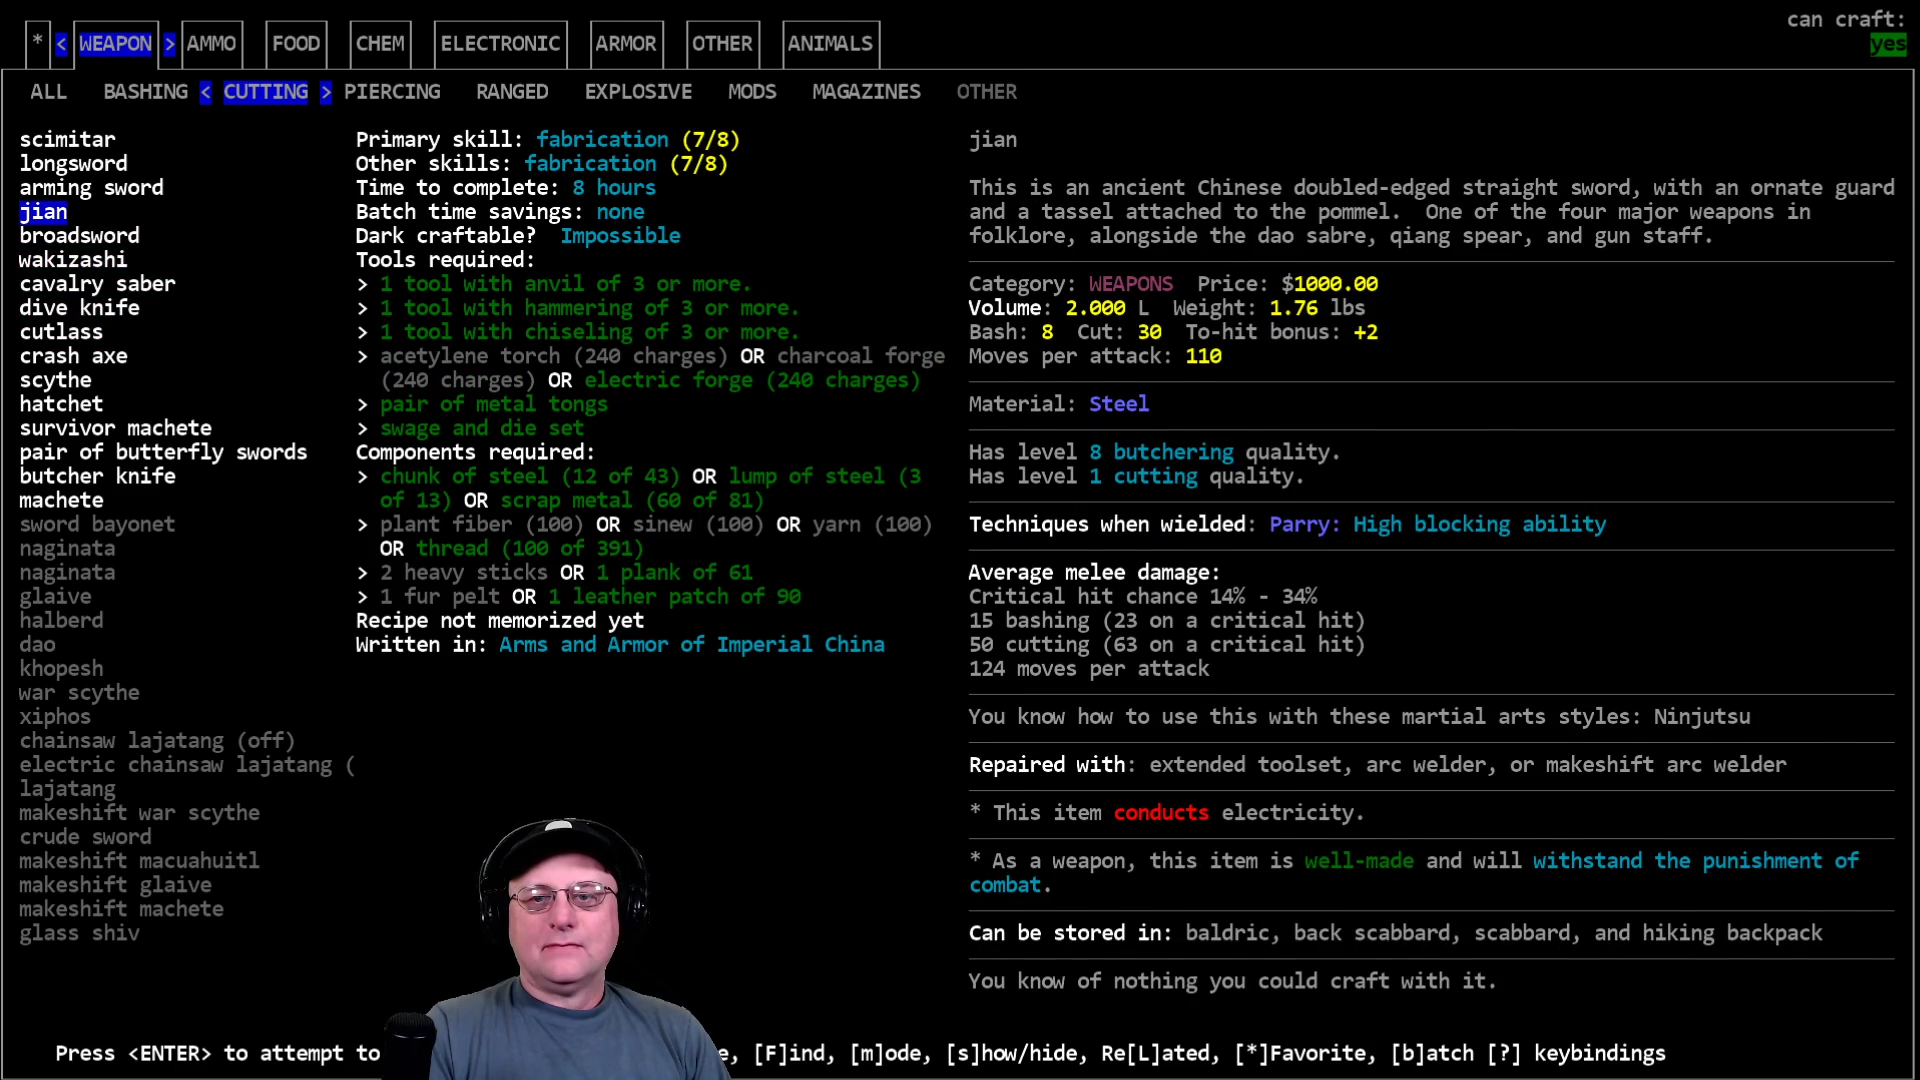 can craft:
* < WEAPON > AMMO FOOD CHEM ELECTRONIC ARMOR OTHER ANIMALS yes
ALL BASHING < CUTTING > PIERCING RANGED EXPLOSIVE MODS MAGAZINES OTHER
scimitar
longsword
arming sword
jian
broadsword
wakizashi
cavalry saber
dive knife
cutlass
crash axe
scythe
hatchet
survivor machete
pair of butterfly swords
butcher knife
machete
sword bayonet
naginata
naginata
glaive
halberd
dao
khopesh
war scythe
xiphos
chainsaw lajatang (off)
electric chainsaw lajatang (
lajatang
makeshift war scythe
crude sword
makeshift macuahuitl
makeshift glaive
makeshift machete
glass shiv
Primary skill: fabrication (7/8)
Other skills: fabrication (7/8)
Time to complete: 8 hours
Batch time savings: none
Dark craftable? Impossible
Tools required:
> 1 tool with anvil of 3 or more.
> 1 tool with hammering of 3 or more.
> 1 tool with chiseling of 3 or more.
> acetylene torch (240 charges) OR charcoal forge
(240 charges) OR electric forge (240 charges)
> pair of metal tongs
> swage and die set
Components required:
> chunk of steel (12 of 43) OR lump of steel (3
of 13) OR scrap metal (60 of 81)
> plant fiber (100) OR sinew (100) OR yarn (100)
OR thread (100 of 391)
> 2 heavy sticks OR 1 plank of 61
> 1 fur pelt OR 1 leather patch of 90
Recipe not memorized yet
Written in: Arms and Armor of Imperial China
jian
This is an ancient Chinese doubled-edged straight sword, with an ornate guard
and a tassel attached to the pommel. One of the four major weapons in
folklore, alongside the dao sabre, qiang spear, and gun staff.
Category: WEAPONS Price: $1000.00
Volume: 2.000 L Weight: 1.76 lbs
Bash: 8 Cut: 30 To-hit bonus: +2
Moves per attack: 110
Material: Steel
Has level 8 butchering quality.
Has level 1 cutting quality.
Techniques when wielded: Parry: High blocking ability
Average melee damage:
Critical hit chance 14% - 34%
15 bashing (23 on a critical hit)
50 cutting (63 on a critical hit)
124 moves per attack
You know how to use this with these martial arts styles: Ninjutsu
Repaired with: extended toolset, arc welder, or makeshift arc welder
* This item conducts electricity.
* As a weapon, this item is well-made and will withstand the punishment of
combat.
Can be stored in: baldric, back scabbard, scabbard, and hiking backpack
You know of nothing you could craft with it.
Press <ENTER> to attempt to e, [F]ind, [m]ode, [s]how/hide, Re[L]ated, [*]Favorite, [b]atch [?] keybindings